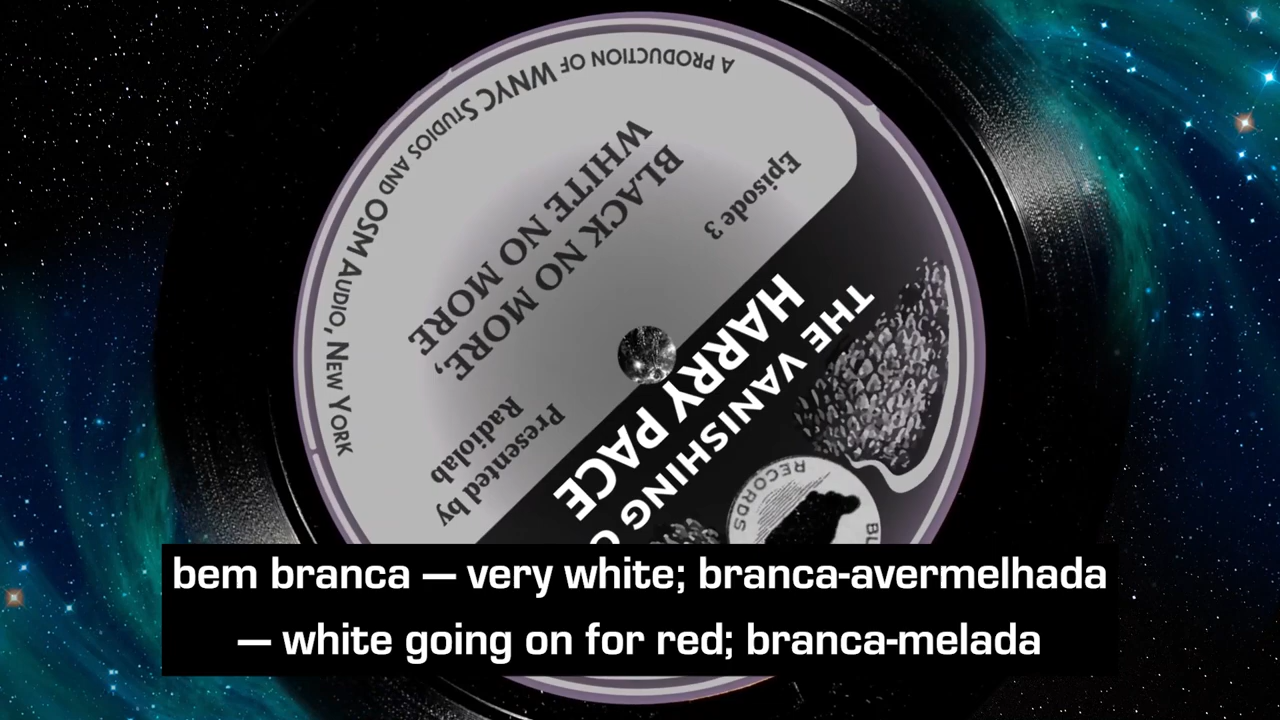 A PRODUCTION OF WNYC STUDIOS AND OSM AUDIO, NEW YORK
Episode 3
BLACK NO MORE,
WHITE NO MORE
Presented by
Radiolab
THE VANISHING O
HARRY PACE
RECORDS
BL
bem branca — very white; branca-avermelhada
— white going on for red; branca-melada